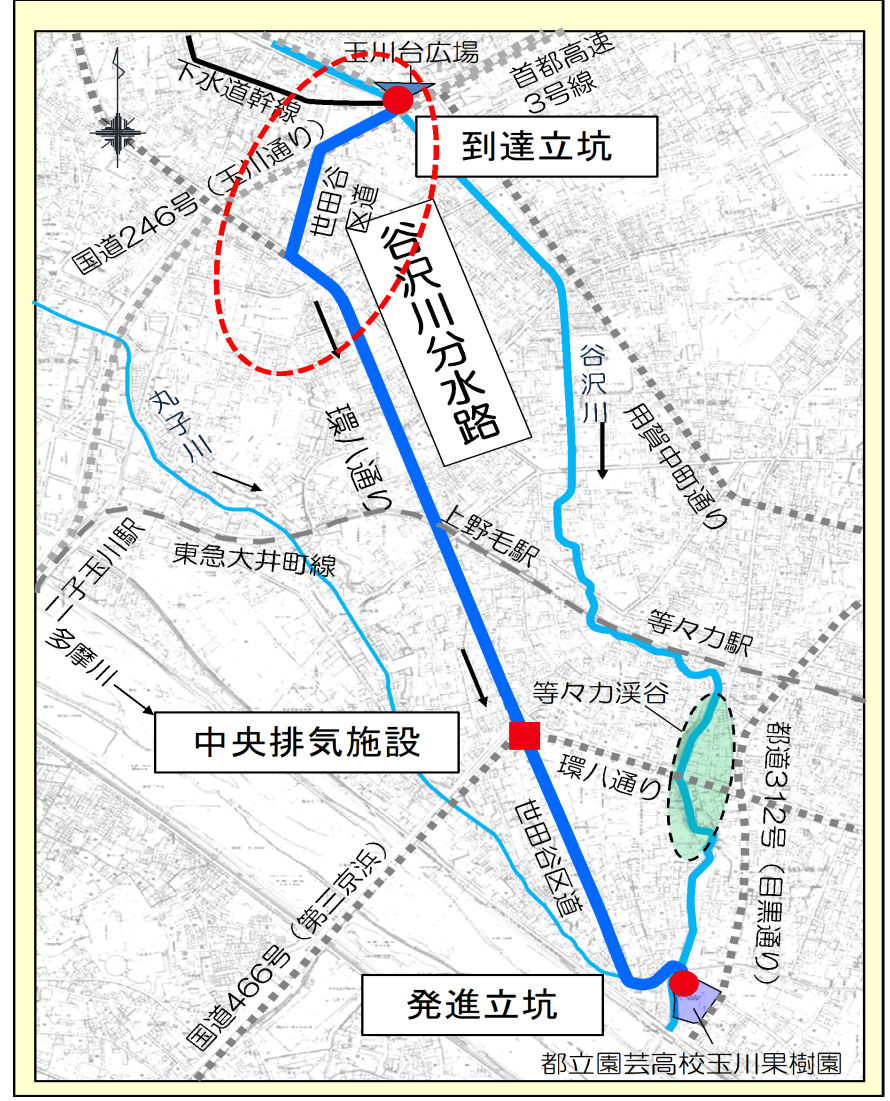 玉川台広場
首都高速
3号線
下水道幹線
到達立坑
国道246号（玉川通り）
世田谷
区道
谷沢川分水路
谷沢川
丸子川
環八通り
用賀中町通り
上野毛駅
東急大井町線
二子玉川駅
多摩川
等々力駅
等々力渓谷
中央排気施設
環八通り
都道312号（目黒通り）
世田谷区道
国道466号（第三京浜）
発進立坑
都立園芸高校玉川果樹園